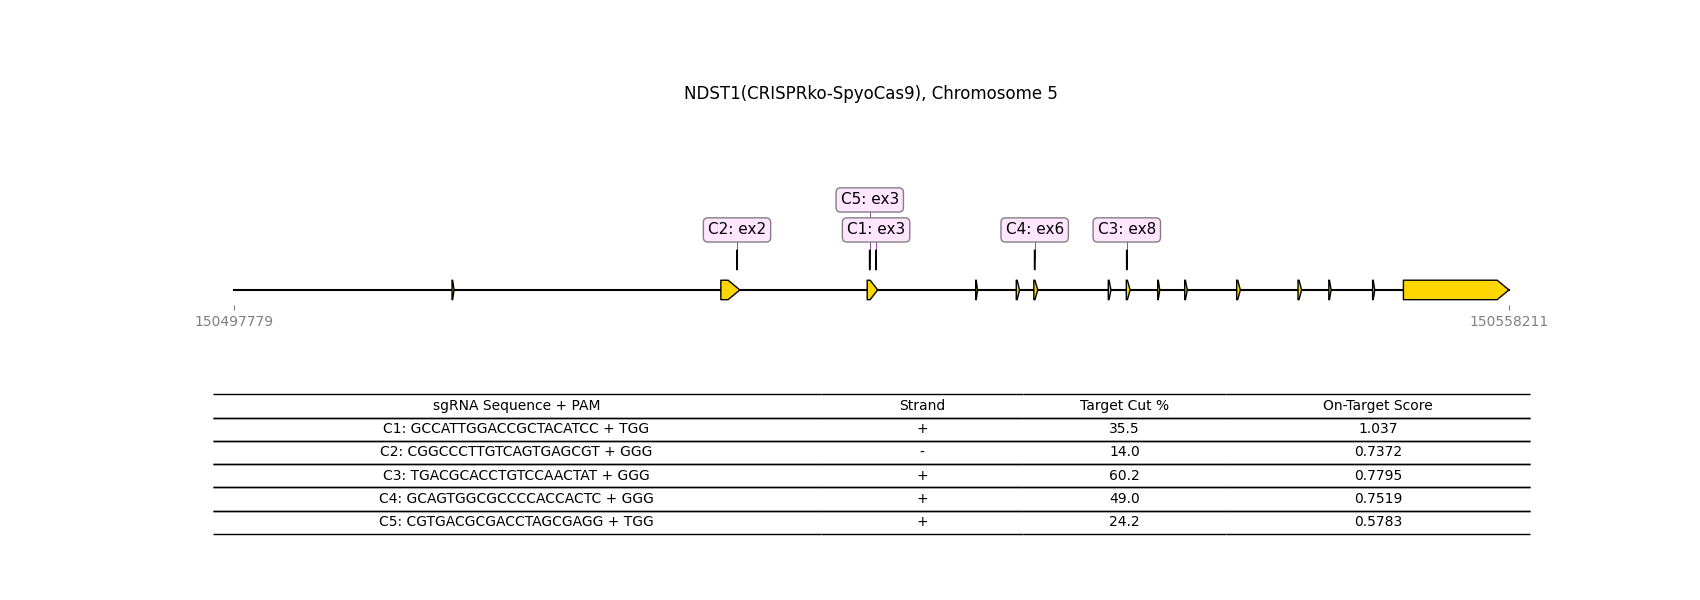 NDST1(CRISPRko-SpyoCas9), Chromosome 5
C5: ex3
C2: ex2 C1: ex3 C4: ex6 C3: ex8
150497779 150558211
sgRNA Sequence + PAM Strand Target Cut % On-Target Score
C1: GCCATTGGACCGCTACATCC + TGG + 35.5 1.037
C2: CGGCCCTTGTCAGTGAGCGT + GGG - 14.0 0.7372
C3: TGACGCACCTGTCCAACTAT + GGG + 60.2 0.7795
C4: GCAGTGGCGCCCCACCACTC + GGG + 49.0 0.7519
C5: CGTGACGCGACCTAGCGAGG + TGG + 24.2 0.5783